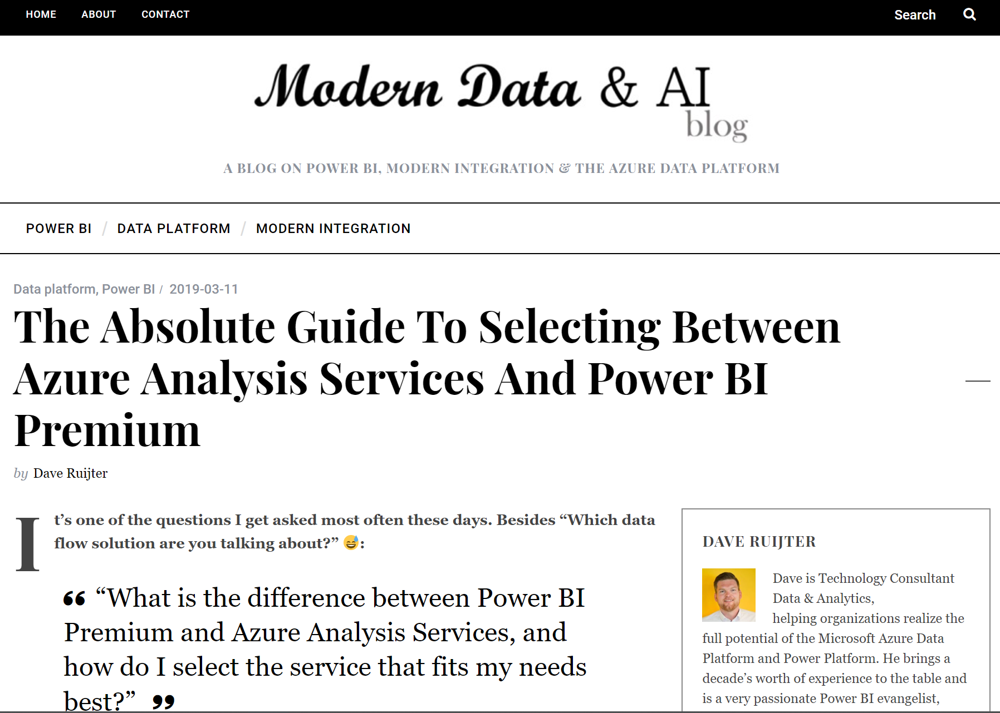 HOME ABOUT CONTACT Search
Modern Data & AI
blog
A BLOG ON POWER BI, MODERN INTEGRATION & THE AZURE DATA PLATFORM
POWER BI / DATA PLATFORM / MODERN INTEGRATION
Data platform, Power BI / 2019-03-11
The Absolute Guide To Selecting Between
Azure Analysis Services And Power BI
Premium
by Dave Ruijter
It’s one of the questions I get asked most often these days. Besides “Which data
flow solution are you talking about?” 😅:
“ “What is the difference between Power BI
Premium and Azure Analysis Services, and
how do I select the service that fits my needs
best?” ”
DAVE RUIJTER
Dave is Technology Consultant
Data & Analytics,
helping organizations realize the
full potential of the Microsoft Azure Data
Platform and Power Platform. He brings a
decade’s worth of experience to the table and
is a very passionate Power BI evangelist,